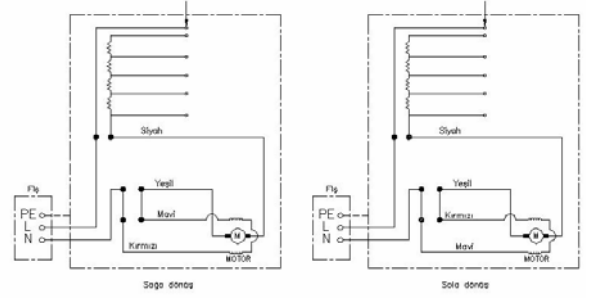 Siyah
Fiş
PE
L
N
Yeşil
Mavi
Kırmızı
M
MOTOR
Sağa dönüş
Siyah
Fiş
PE
L
N
Yeşil
Kırmızı
Mavi
M
MOTOR
Sola dönüş